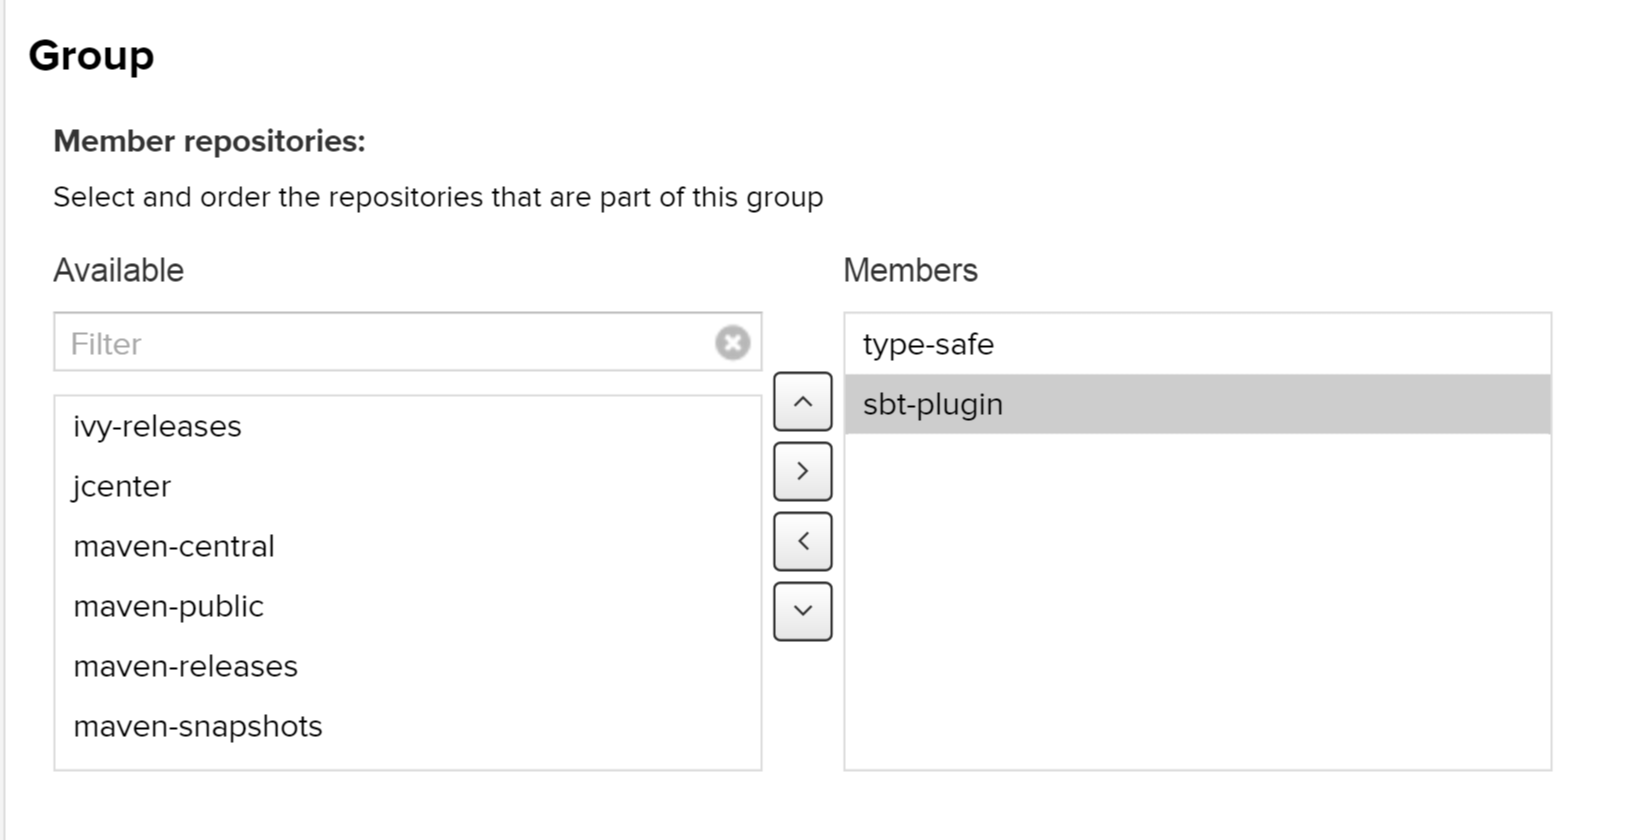 Group
Member repositories:
Select and order the repositories that are part of this group
Available
Filter
ivy-releases
jcenter
maven-central
maven-public
maven-releases
maven-snapshots
Members
type-safe
sbt-plugin